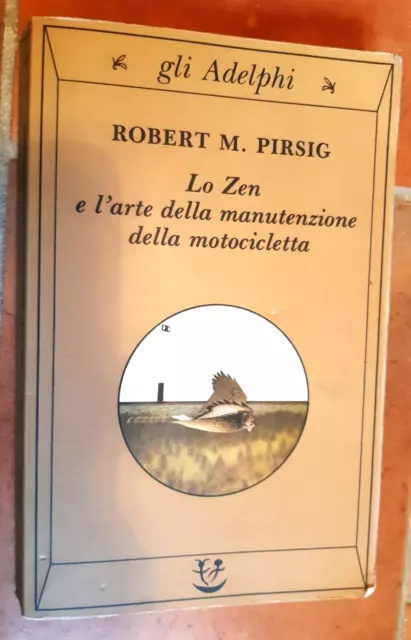 gli Adelphi
ROBERT M. PIRSIG
Lo Zen
e l'arte della manutenzione
della motocicletta